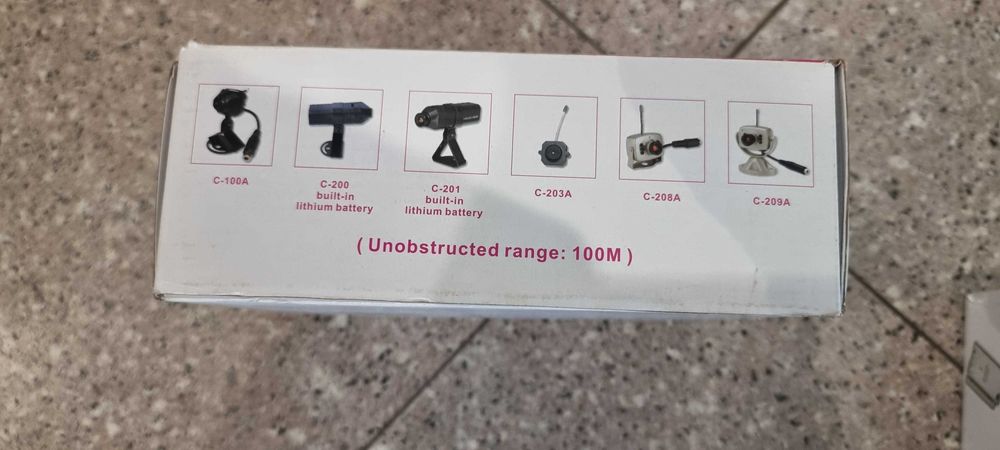 C-100A
C-200
built-in
lithium battery
C-201
built-in
lithium battery
C-203A
C-208A
C-209A
( Unobstructed range: 100M )